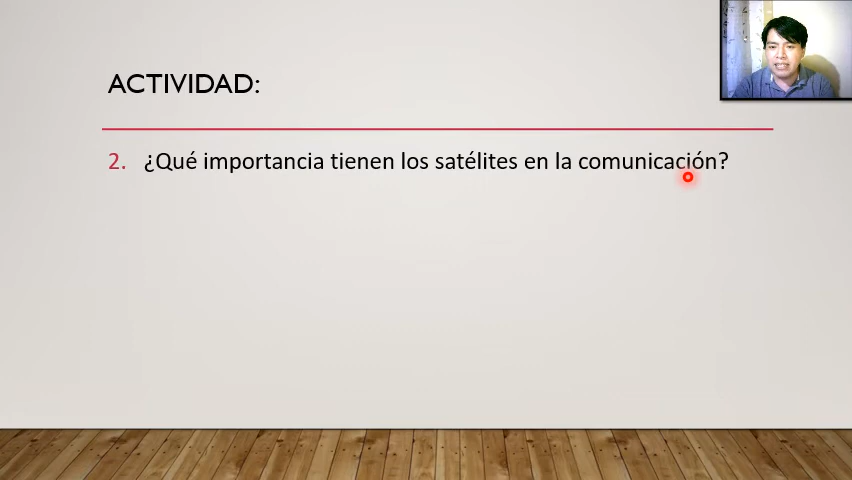 ACTIVIDAD:
2. ¿Qué importancia tienen los satélites en la comunicación?